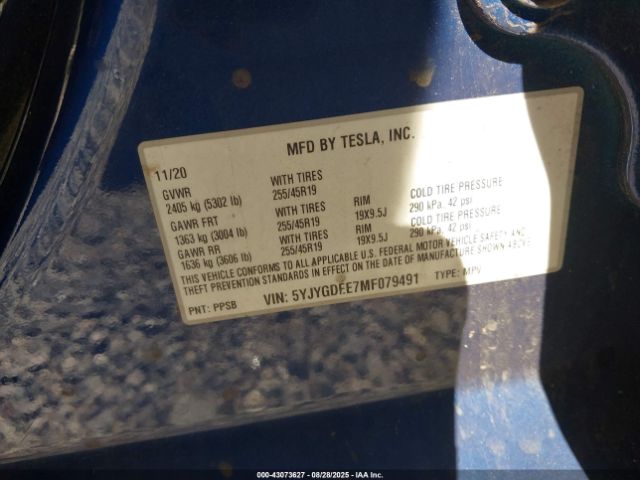 MFD BY TESLA, INC.
11/20
GVWR WITH TIRES RIM COLD TIRE PRESSURE
2405 kg (5302 lb) 255/45R19 19X9.5J 290 kPa, 42 psi
GAWR FRT WITH TIRES RIM COLD TIRE PRESSURE
1363 kg (3004 lb) 255/45R19 19X9.5J 290 kPa, 42 psi
GAWR RR WITH TIRES
1636 kg (3606 lb) 255/45R19
THIS VEHICLE CONFORMS TO ALL APPLICABLE U.S. FEDERAL MOTOR VEHICLE SAFETY AND
THEFT PREVENTION STANDARDS IN EFFECT ON THE DATE OF MANUFACTURE SHOWN ABOVE.
PNT: PPSB VIN: 5YJYGDEE7MF079491 TYPE: MPV
000-43073627 - 08/28/2025 - IAA Inc.